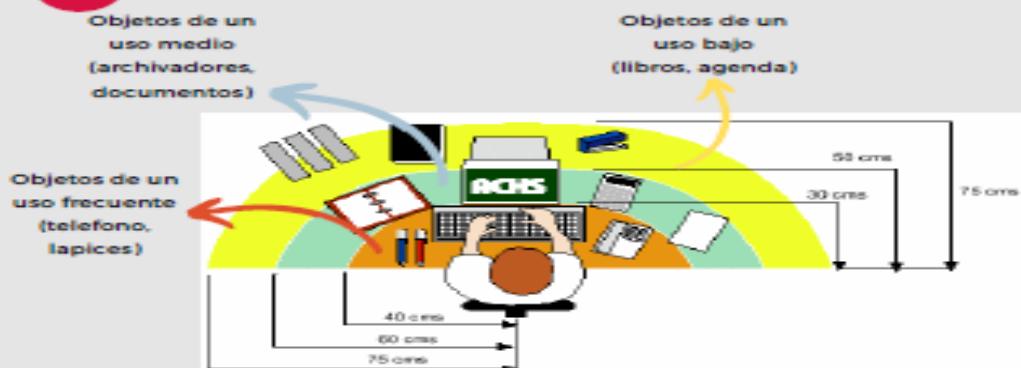 Objetos de un
uso medio
(archivadores,
documentos)
Objetos de un
uso bajo
(libros, agenda)
Objetos de un
uso frecuente
(telefono,
lapices)
ACHS
50 cms
30 cms
75 cms
40 cms
60 cms
75 cms